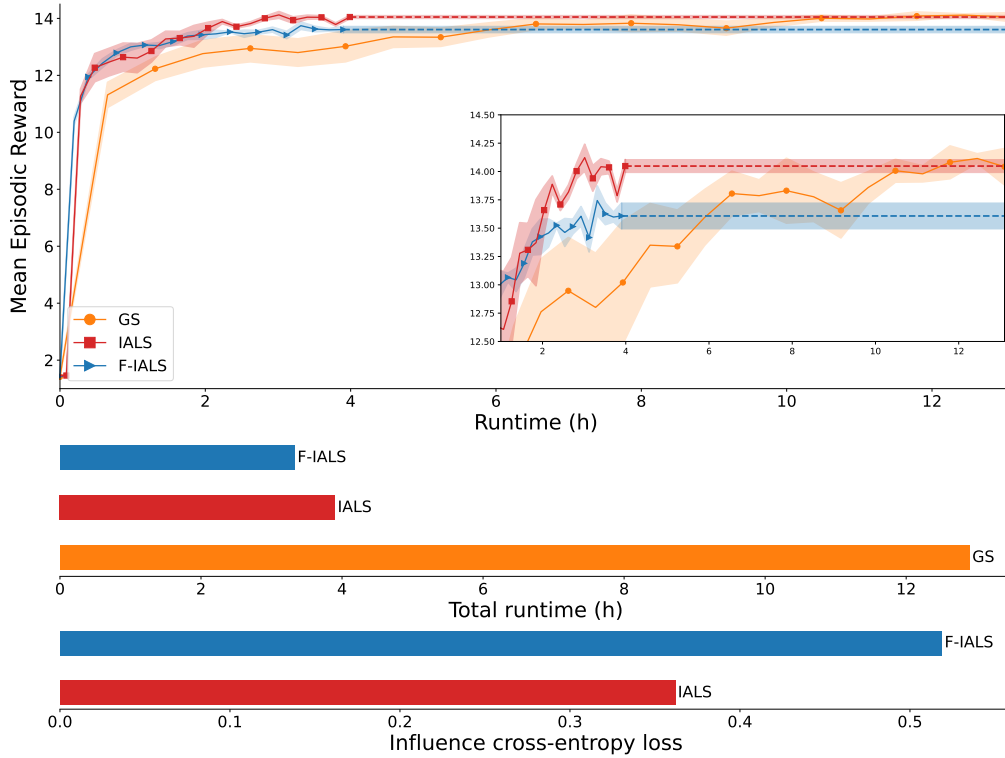 14
12
10
8
6
4
2
Mean Episodic Reward
GS
IALS
F-IALS
0 2 4 6 8 10 12
Runtime (h)
14.50
14.25
14.00
13.75
13.50
13.25
13.00
12.75
12.50
2 4 6 8 10 12
F-IALS
IALS
GS
0 2 4 6 8 10 12
Total runtime (h)
F-IALS
IALS
0.0 0.1 0.2 0.3 0.4 0.5
Influence cross-entropy loss